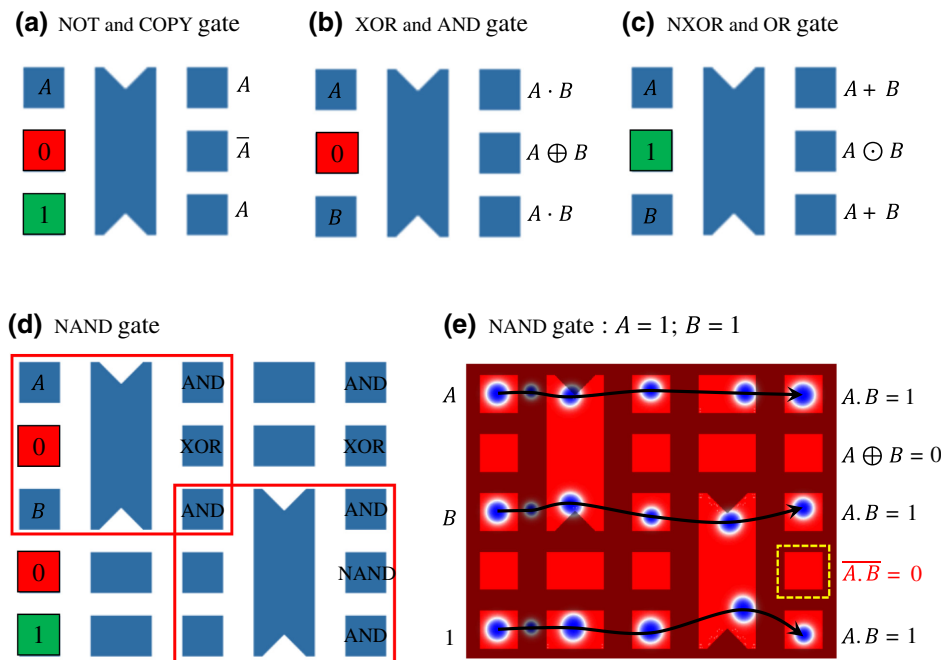 (a) NOT and COPY gate
A
A
0
A̅
1
A
(b) XOR and AND gate
A
A · B
0
A ⊕ B
B
A · B
(c) NXOR and OR gate
A
A + B
1
A ⊙ B
B
A + B
(d) NAND gate
A
AND
AND
0
XOR
XOR
B
AND
AND
0
NAND
1
AND
(e) NAND gate : A = 1; B = 1
A
A.B = 1
A ⊕ B = 0
B
A.B = 1
A.B̅ = 0
1
A.B = 1